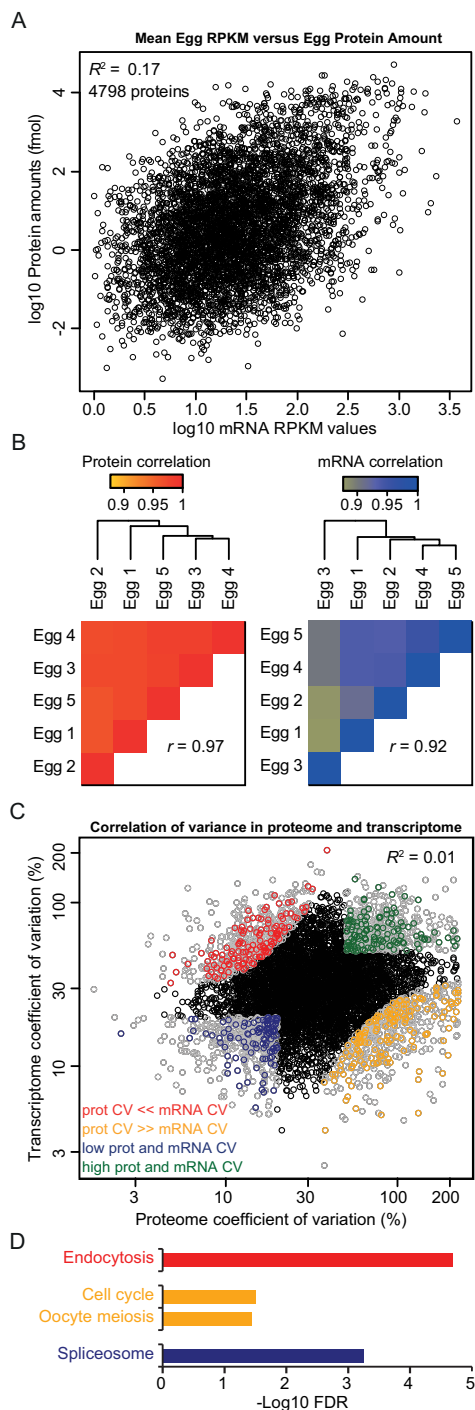 A
Mean Egg RPKM versus Egg Protein Amount
R² = 0.17
4798 proteins
4
2
0
-2
log10 Protein amounts (fmol)
0.0 0.5 1.0 1.5 2.0 2.5 3.0 3.5
log10 mRNA RPKM values
B
Protein correlation
0.9 0.95 1
Egg 2 Egg 1 Egg 5 Egg 3 Egg 4
Egg 4
Egg 3
Egg 5
Egg 1
Egg 2
r = 0.97
mRNA correlation
0.9 0.95 1
Egg 3 Egg 1 Egg 2 Egg 4 Egg 5
Egg 5
Egg 4
Egg 2
Egg 1
Egg 3
r = 0.92
C
Correlation of variance in proteome and transcriptome
R² = 0.01
200
100
30
10
3
Transcriptome coefficient of variation (%)
prot CV << mRNA CV
prot CV >> mRNA CV
low prot and mRNA CV
high prot and mRNA CV
3 10 30 100 200
Proteome coefficient of variation (%)
D
Endocytosis
Cell cycle
Oocyte meiosis
Spliceosome
0 1 2 3 4 5
-Log10 FDR